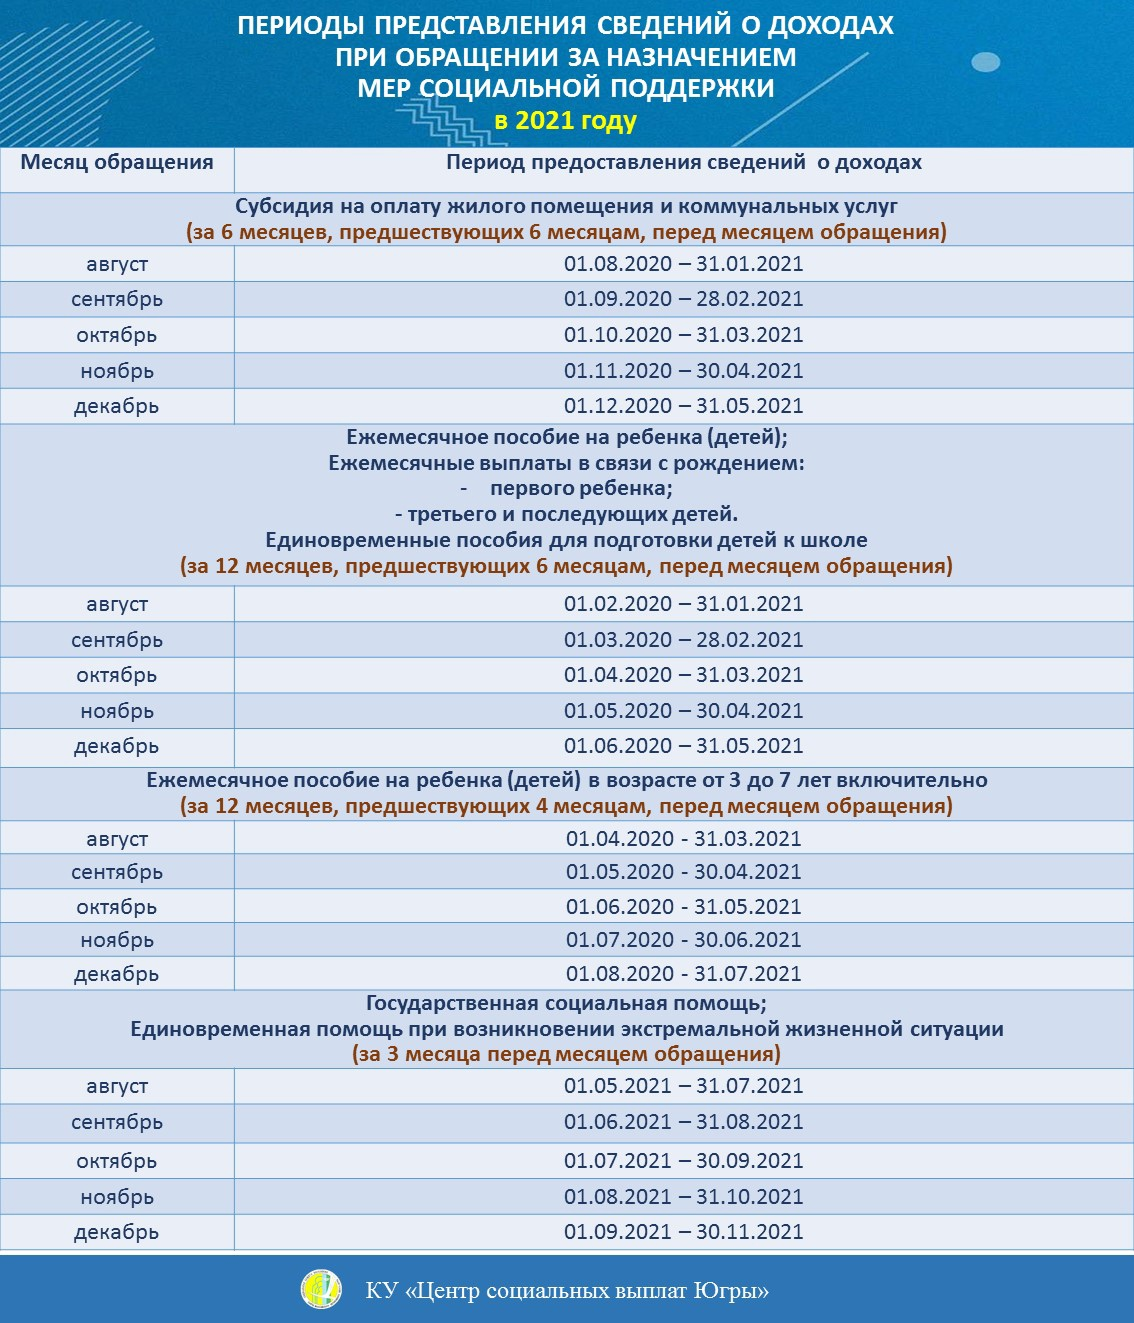 ПЕРИОДЫ ПРЕДСТАВЛЕНИЯ СВЕДЕНИЙ О ДОХОДАХ
ПРИ ОБРАЩЕНИИ ЗА НАЗНАЧЕНИЕМ
МЕР СОЦИАЛЬНОЙ ПОДДЕРЖКИ
в 2021 году
Месяц обращения Период предоставления сведений о доходах
Субсидия на оплату жилого помещения и коммунальных услуг
(за 6 месяцев, предшествующих 6 месяцам, перед месяцем обращения)
август 01.08.2020 – 31.01.2021
сентябрь 01.09.2020 – 28.02.2021
октябрь 01.10.2020 – 31.03.2021
ноябрь 01.11.2020 – 30.04.2021
декабрь 01.12.2020 – 31.05.2021
Ежемесячное пособие на ребенка (детей);
Ежемесячные выплаты в связи с рождением:
- первого ребенка;
- третьего и последующих детей.
Единовременные пособия для подготовки детей к школе
(за 12 месяцев, предшествующих 6 месяцам, перед месяцем обращения)
август 01.02.2020 – 31.01.2021
сентябрь 01.03.2020 – 28.02.2021
октябрь 01.04.2020 – 31.03.2021
ноябрь 01.05.2020 – 30.04.2021
декабрь 01.06.2020 – 31.05.2021
Ежемесячное пособие на ребенка (детей) в возрасте от 3 до 7 лет включительно
(за 12 месяцев, предшествующих 4 месяцам, перед месяцем обращения)
август 01.04.2020 - 31.03.2021
сентябрь 01.05.2020 - 30.04.2021
октябрь 01.06.2020 - 31.05.2021
ноябрь 01.07.2020 - 30.06.2021
декабрь 01.08.2020 - 31.07.2021
Государственная социальная помощь;
Единовременная помощь при возникновении экстремальной жизненной ситуации
(за 3 месяца перед месяцем обращения)
август 01.05.2021 – 31.07.2021
сентябрь 01.06.2021 – 31.08.2021
октябрь 01.07.2021 – 30.09.2021
ноябрь 01.08.2021 – 31.10.2021
декабрь 01.09.2021 – 30.11.2021
КУ «Центр социальных выплат Югры»